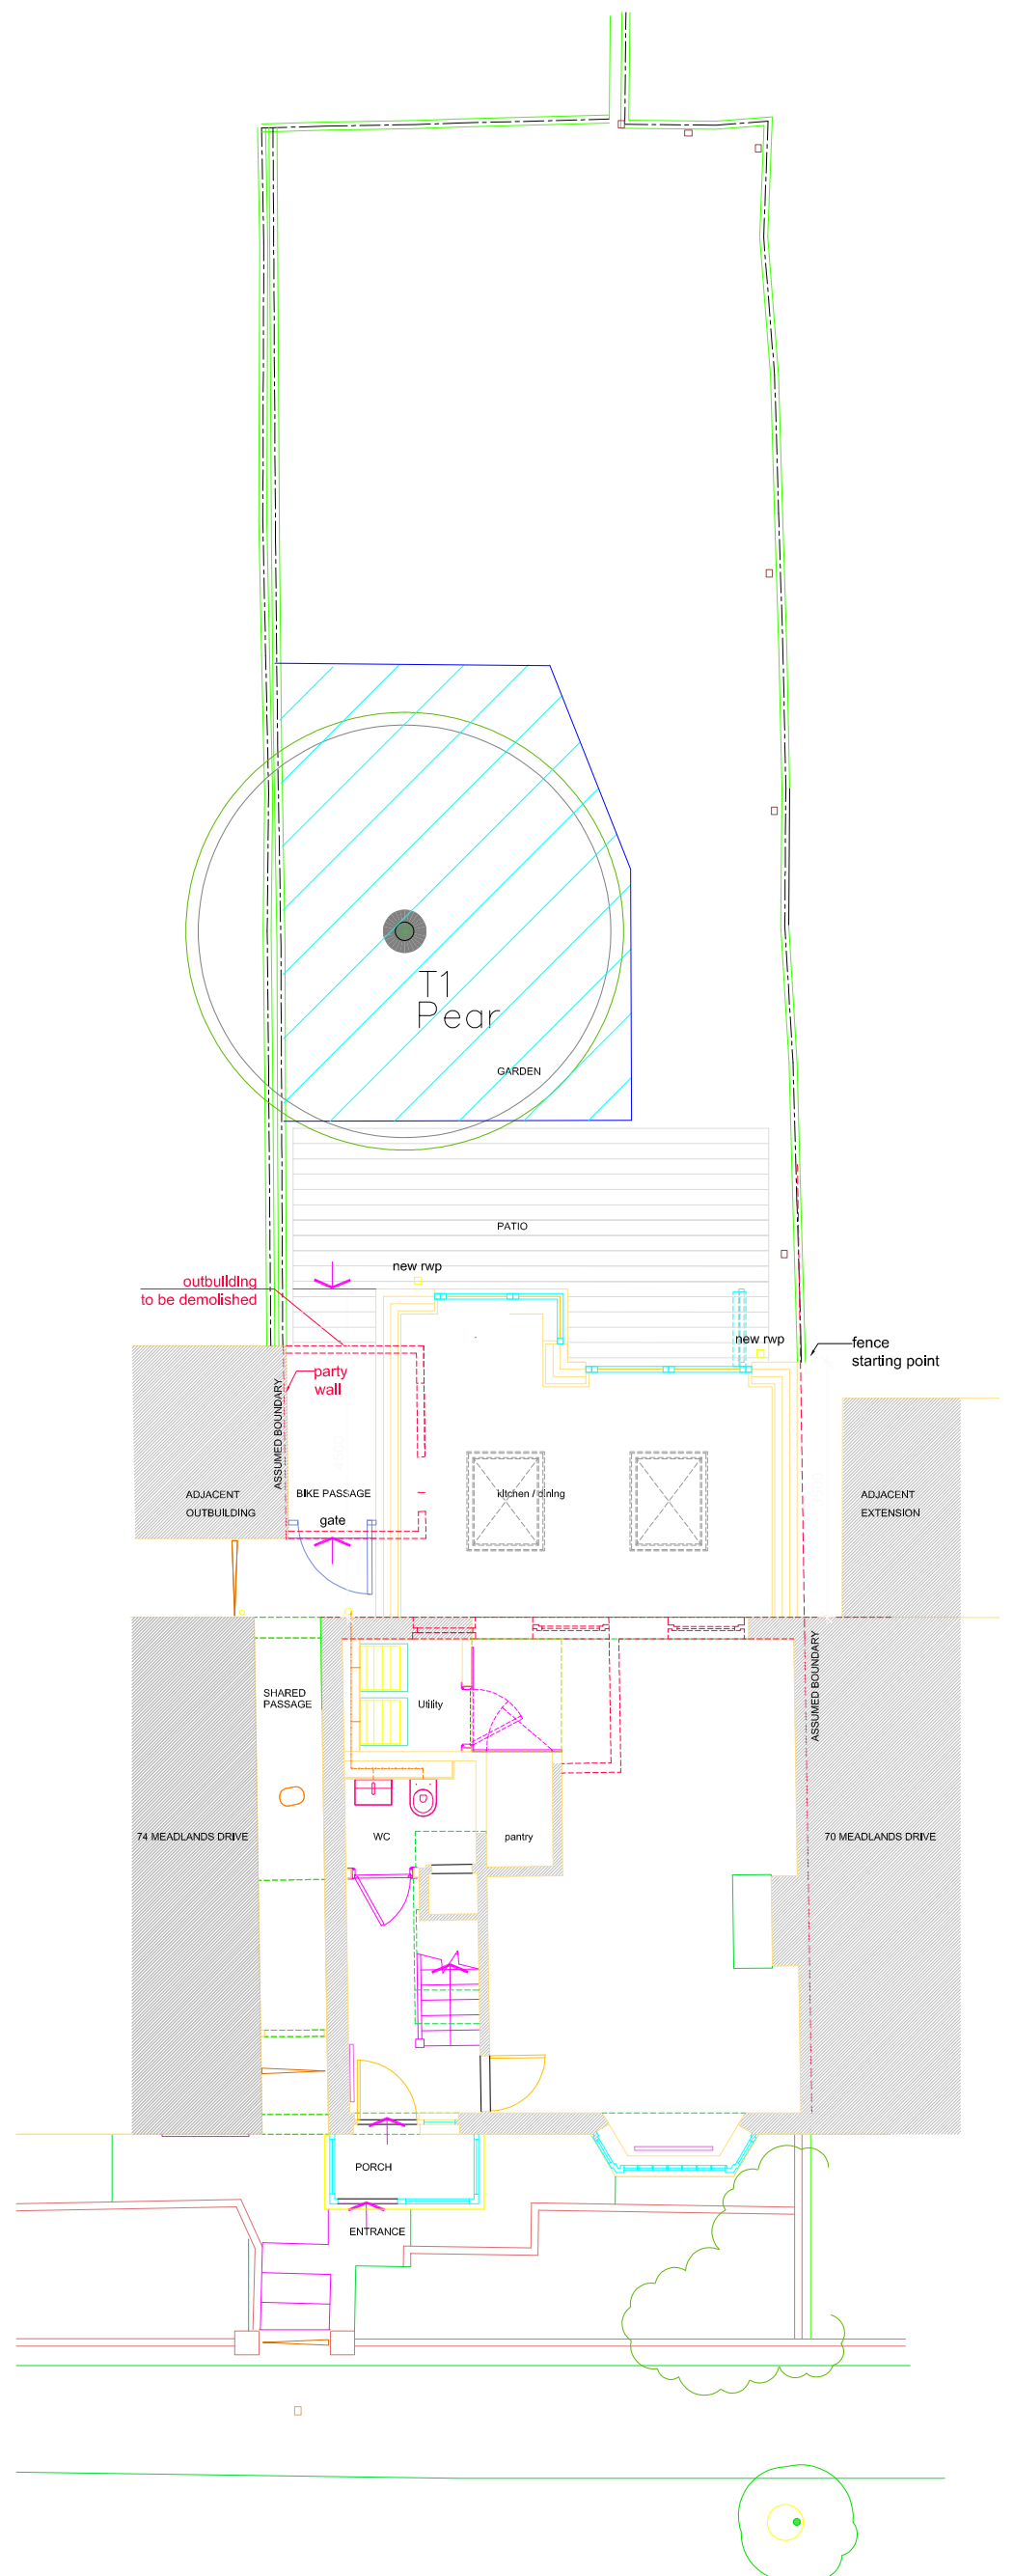 T1
Pear
GARDEN
PATIO
new rwp
outbuilding
to be demolished
new rwp
fence
starting point
party
wall
ASSUMED BOUNDARY
ADJACENT
OUTBUILDING
BIKE PASSAGE
kitchen / dining
ADJACENT
EXTENSION
gate
SHARED
PASSAGE
Utility
ASSUMED BOUNDARY
74 MEADLANDS DRIVE
WC
pantry
70 MEADLANDS DRIVE
PORCH
ENTRANCE